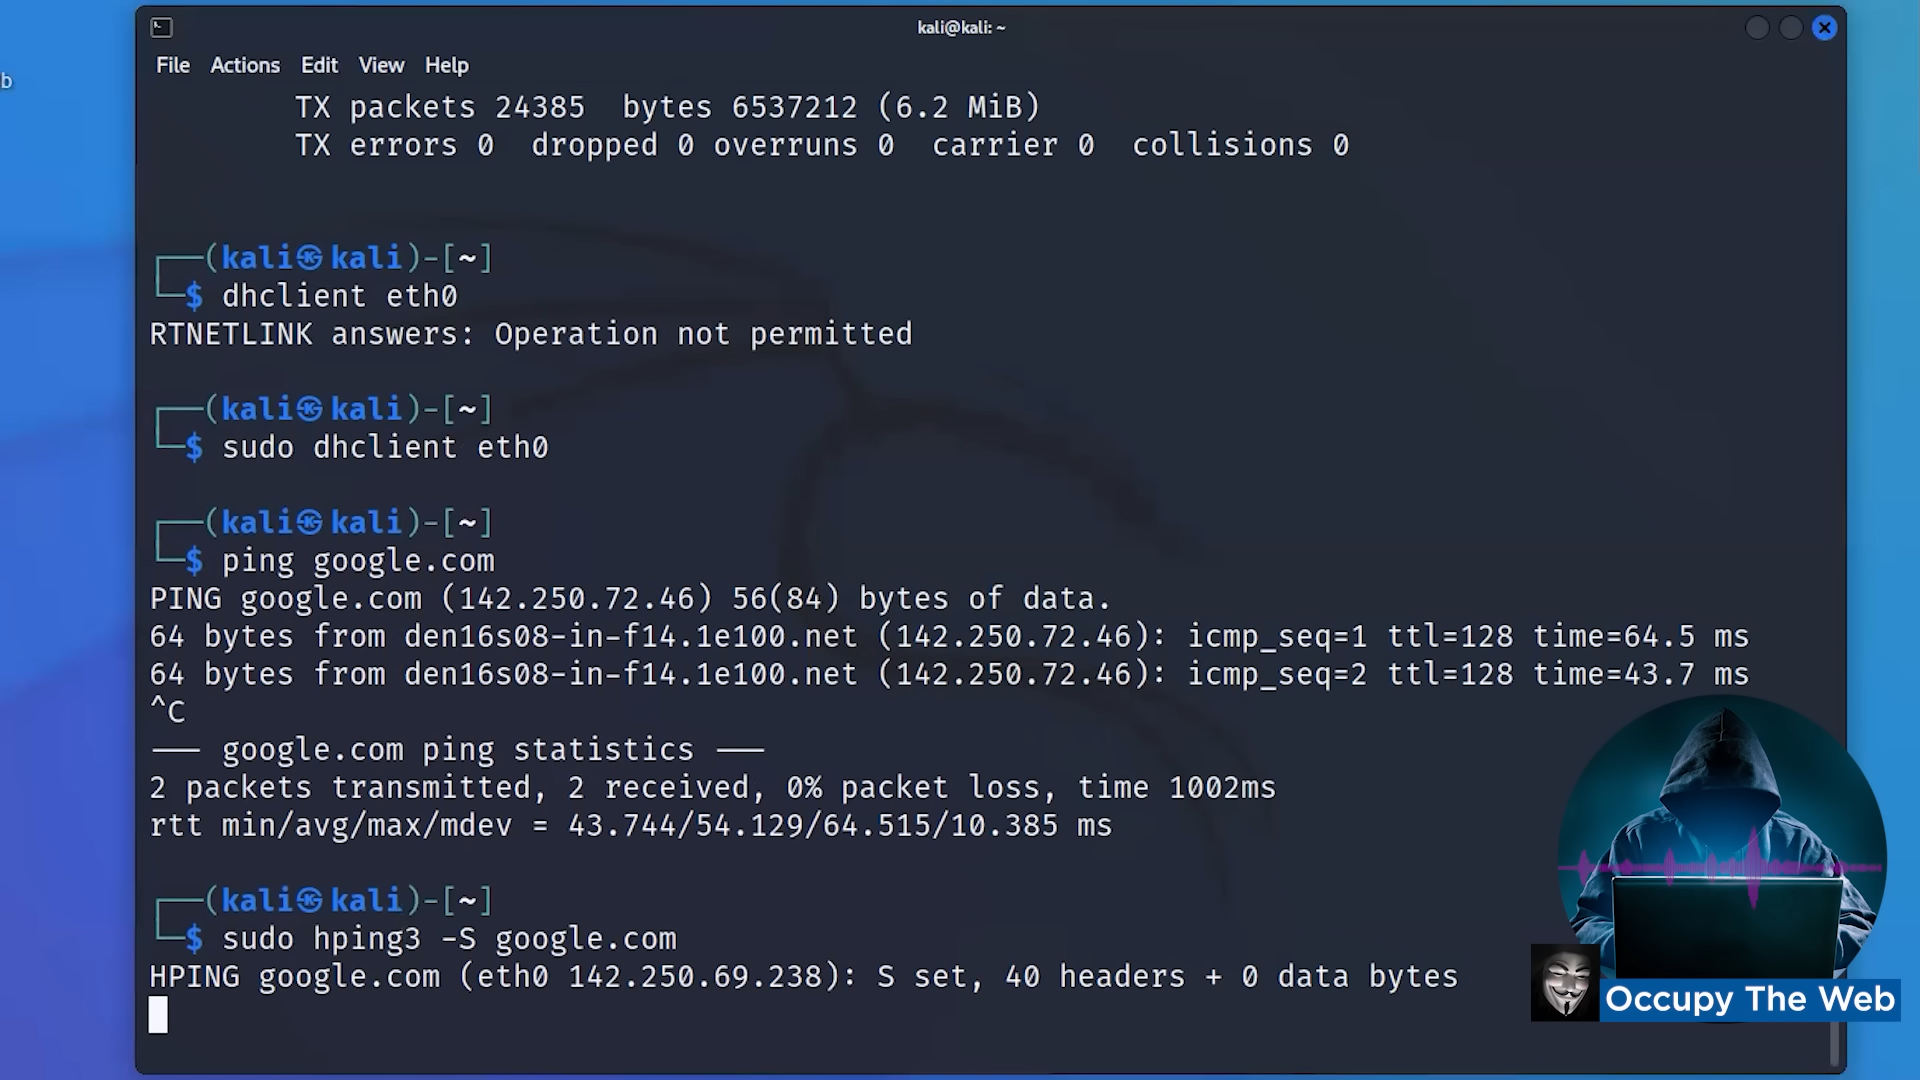 kali@kali: ~
b
File Actions Edit View Help
TX packets 24385  bytes 6537212 (6.2 MiB)
TX errors 0  dropped 0 overruns 0  carrier 0  collisions 0
┌──(kali㉿kali)-[~]
└─$ dhclient eth0
RTNETLINK answers: Operation not permitted
┌──(kali㉿kali)-[~]
└─$ sudo dhclient eth0
┌──(kali㉿kali)-[~]
└─$ ping google.com
PING google.com (142.250.72.46) 56(84) bytes of data.
64 bytes from den16s08-in-f14.1e100.net (142.250.72.46): icmp_seq=1 ttl=128 time=64.5 ms
64 bytes from den16s08-in-f14.1e100.net (142.250.72.46): icmp_seq=2 ttl=128 time=43.7 ms
^C
─── google.com ping statistics ───
2 packets transmitted, 2 received, 0% packet loss, time 1002ms
rtt min/avg/max/mdev = 43.744/54.129/64.515/10.385 ms
┌──(kali㉿kali)-[~]
└─$ sudo hping3 -S google.com
HPING google.com (eth0 142.250.69.238): S set, 40 headers + 0 data bytes
Occupy The Web